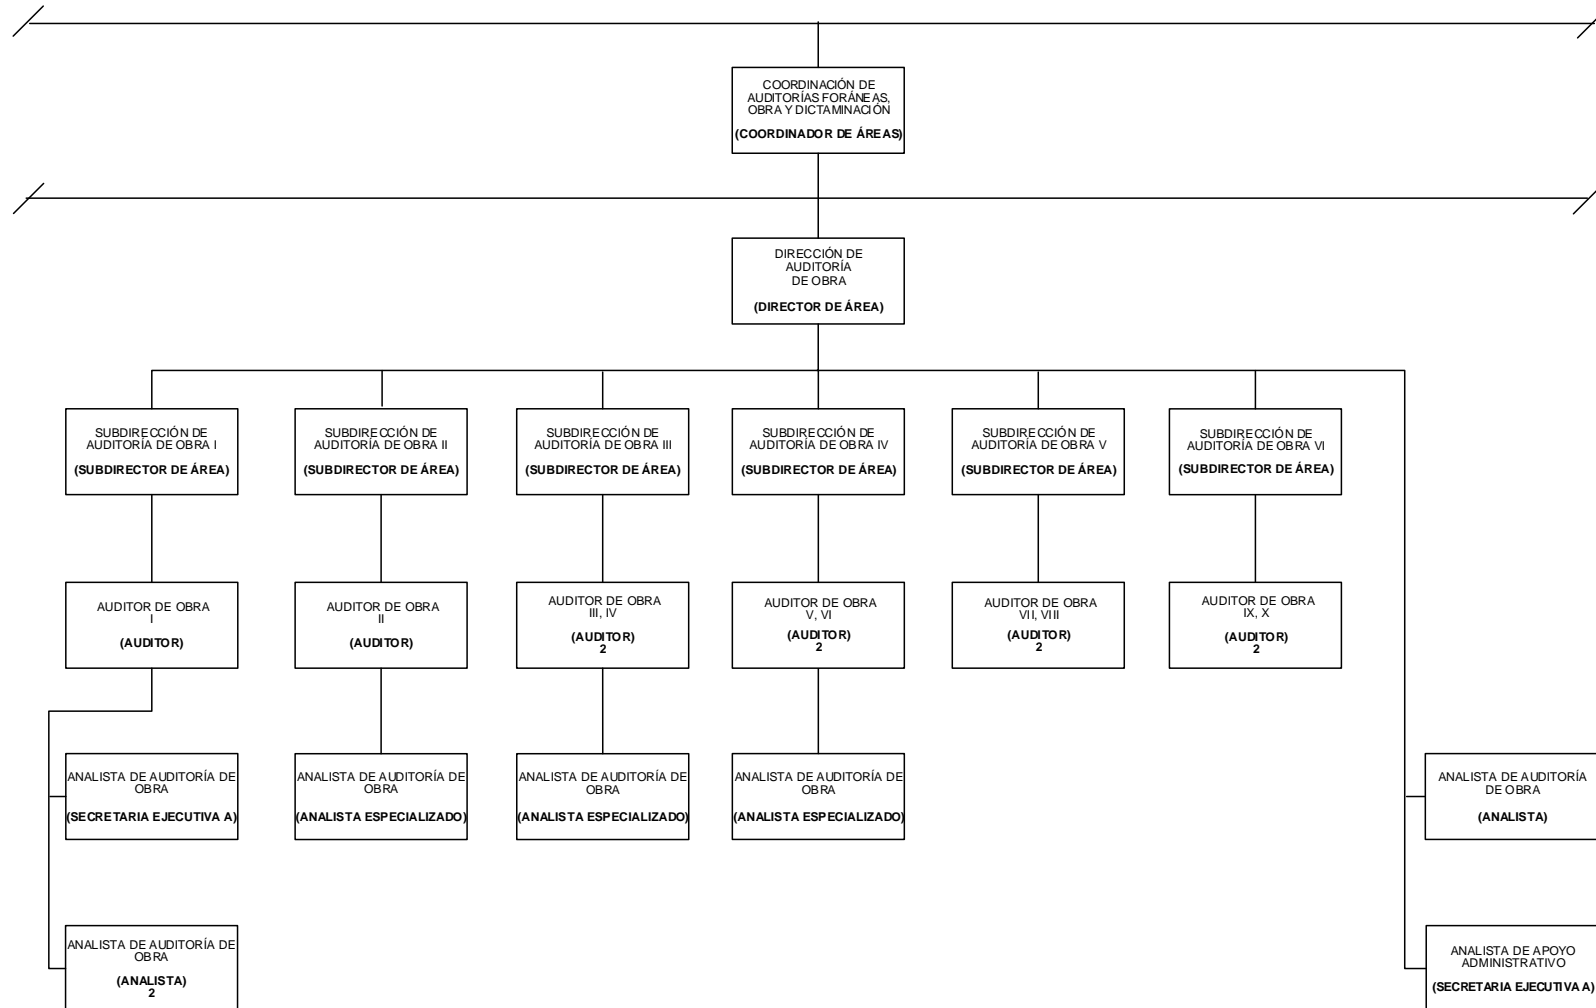 COORDINACIÓN DE
AUDITORÍAS FORÁNEAS,
OBRA Y DICTAMINACIÓN
(COORDINADOR DE ÁREAS)
DIRECCIÓN DE
AUDITORÍA
DE OBRA
(DIRECTOR DE ÁREA)
SUBDIRECCIÓN DE
AUDITORÍA DE OBRA I
(SUBDIRECTOR DE ÁREA)
SUBDIRECCIÓN DE
AUDITORÍA DE OBRA II
(SUBDIRECTOR DE ÁREA)
SUBDIRECCIÓN DE
AUDITORÍA DE OBRA III
(SUBDIRECTOR DE ÁREA)
SUBDIRECCIÓN DE
AUDITORÍA DE OBRA IV
(SUBDIRECTOR DE ÁREA)
SUBDIRECCIÓN DE
AUDITORÍA DE OBRA V
(SUBDIRECTOR DE ÁREA)
SUBDIRECCIÓN DE
AUDITORÍA DE OBRA VI
(SUBDIRECTOR DE ÁREA)
AUDITOR DE OBRA
I
(AUDITOR)
AUDITOR DE OBRA
II
(AUDITOR)
AUDITOR DE OBRA
III, IV
(AUDITOR)
2
AUDITOR DE OBRA
V, VI
(AUDITOR)
2
AUDITOR DE OBRA
VII, VIII
(AUDITOR)
2
AUDITOR DE OBRA
IX, X
(AUDITOR)
2
ANALISTA DE AUDITORÍA DE
OBRA
(SECRETARIA EJECUTIVA A)
ANALISTA DE AUDITORÍA DE
OBRA
(ANALISTA ESPECIALIZADO)
ANALISTA DE AUDITORÍA DE
OBRA
(ANALISTA ESPECIALIZADO)
ANALISTA DE AUDITORÍA DE
OBRA
(ANALISTA ESPECIALIZADO)
ANALISTA DE AUDITORÍA
DE OBRA
(ANALISTA)
ANALISTA DE AUDITORÍA DE
OBRA
(ANALISTA)
2
ANALISTA DE APOYO
ADMINISTRATIVO
(SECRETARIA EJECUTIVA A)